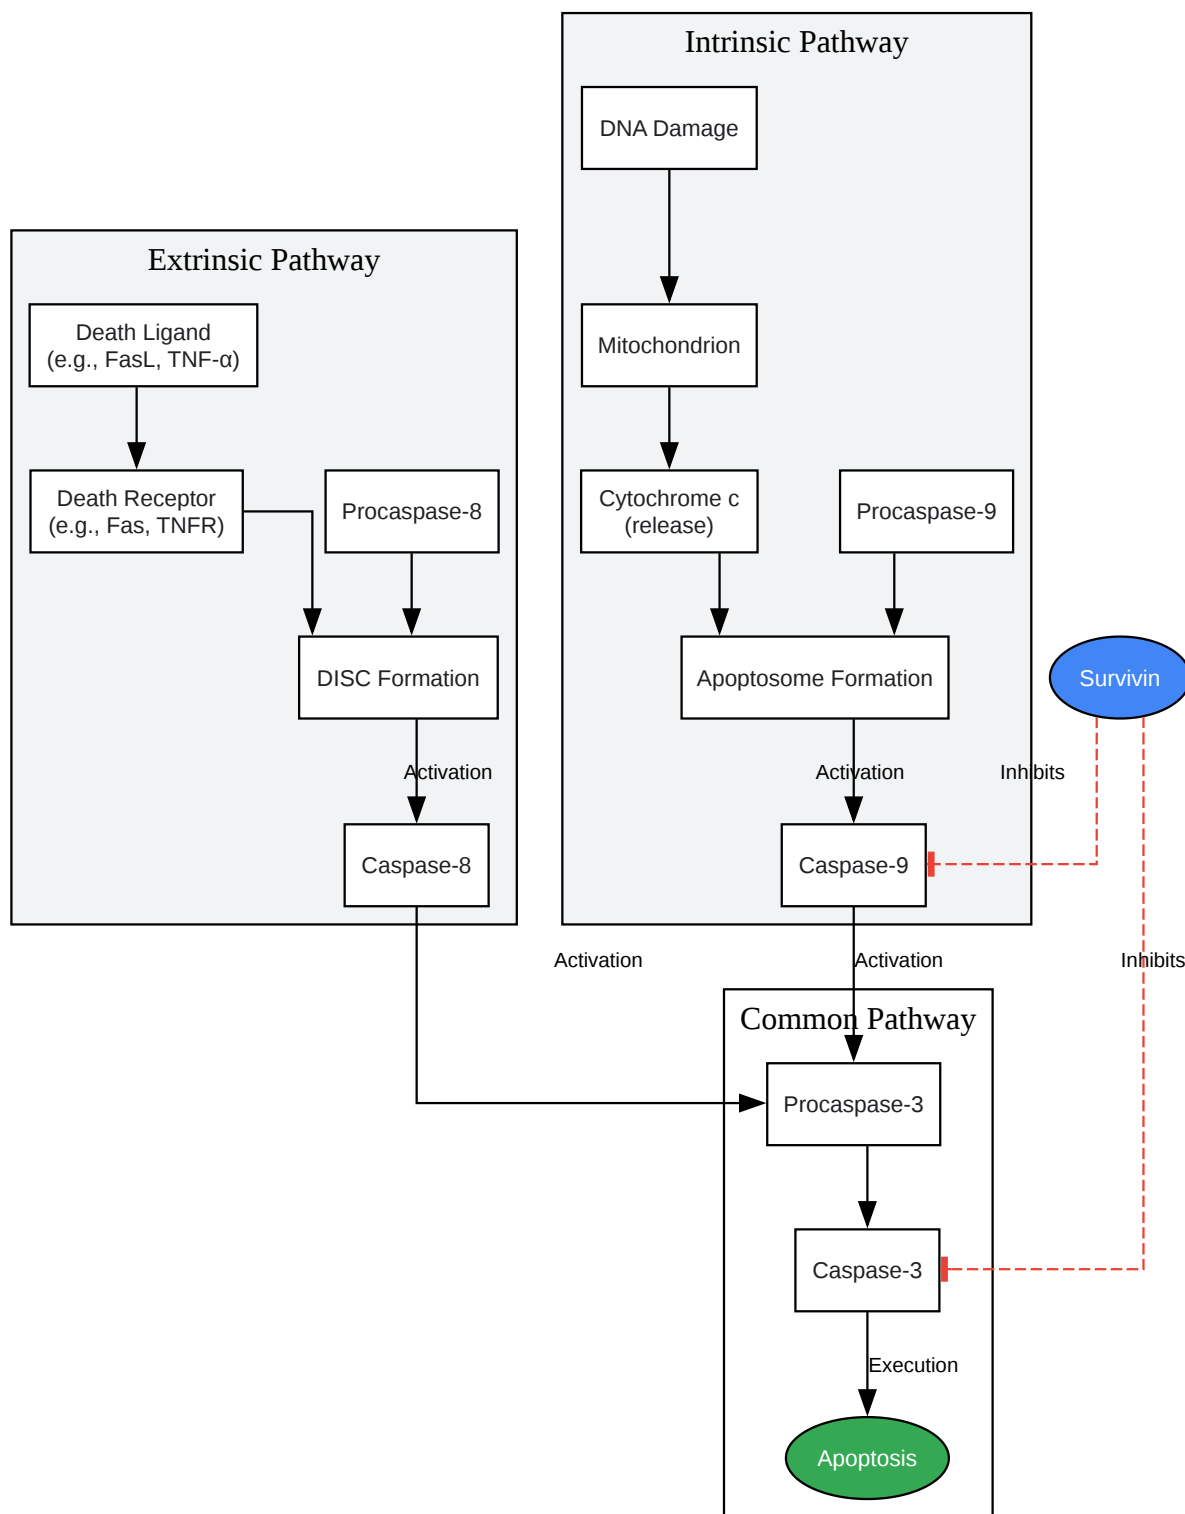 Intrinsic Pathway
DNA Damage
Extrinsic Pathway
Death Ligand
(e.g., FasL, TNF-α)
Mitochondrion
Death Receptor
(e.g., Fas, TNFR)
Procaspase-8
Cytochrome c
(release)
Procaspase-9
DISC Formation
Apoptosome Formation
Survivin
Activation
Activation
Inhibits
Caspase-8
Caspase-9
Activation
Activation
Inhibits
Common Pathway
Procaspase-3
Caspase-3
Execution
Apoptosis